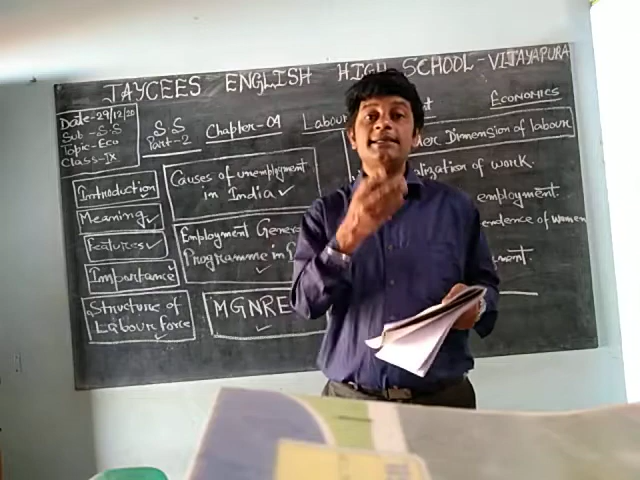 JAYCEES ENGLISH HIGH SCHOOL - VIJAYAPURA
Date-29/12/20
Sub - S.S
Topic-Eco
Class-IX
S S
Part-2
Chapter-04
Labour
ECONOMICS
Introduction ✓
Meaning ✓
Features ✓
Importance ✓
Structure of
Labour force ✓
Causes of unemployment
in India ✓
Employment
Programme in
✓
✓
Dimension of labour
of work.
employment.
of women